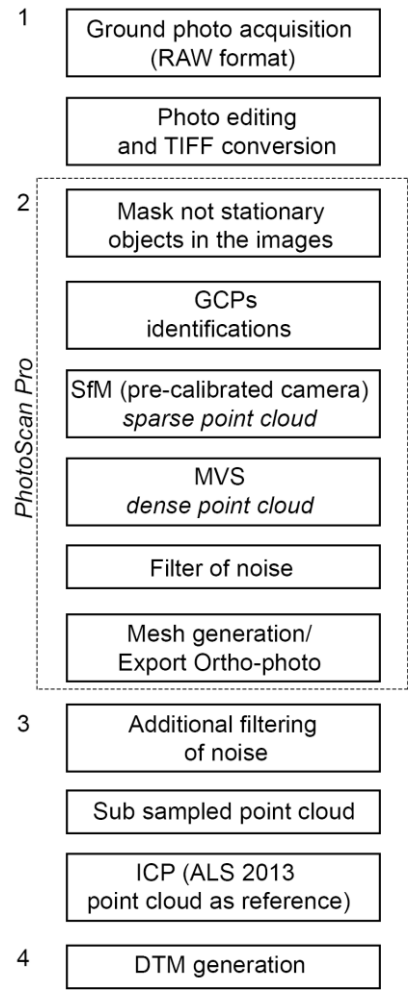 1
Ground photo acquisition
(RAW format)
Photo editing
and TIFF conversion
PhotoScan Pro
2
Mask not stationary
objects in the images
GCPs
identifications
SfM (pre-calibrated camera)
sparse point cloud
MVS
dense point cloud
Filter of noise
Mesh generation/
Export Ortho-photo
3
Additional filtering
of noise
Sub sampled point cloud
ICP (ALS 2013
point cloud as reference)
4
DTM generation